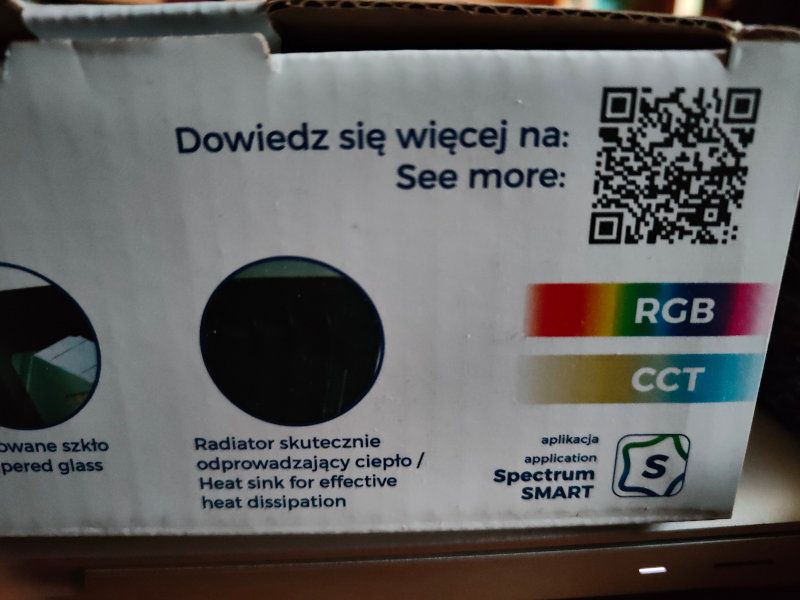 Dowiedz się więcej na:
See more:
RGB
CCT
owane szkło
pered glass
Radiator skutecznie
odprowadzający ciepło /
Heat sink for effective
heat dissipation
aplikacja
application
Spectrum
SMART
S